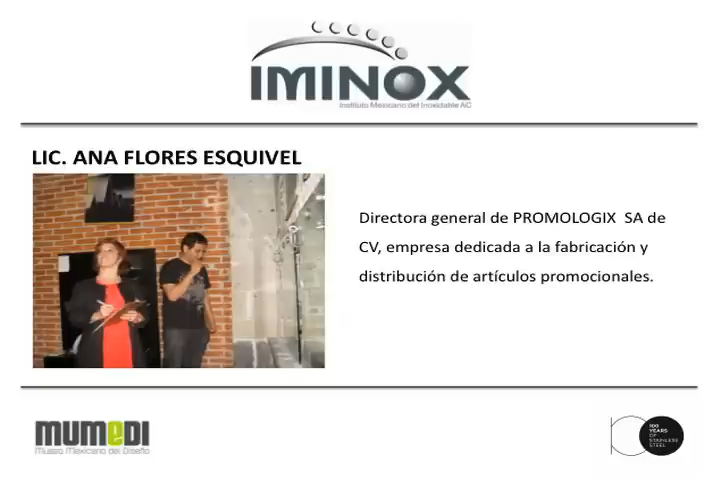 IMINOX
Instituto Mexicano del Inoxidable AC
LIC. ANA FLORES ESQUIVEL
Directora general de PROMOLOGIX SA de
CV, empresa dedicada a la fabricación y
distribución de artículos promocionales.
MUMEDI
Museo Mexicano del Diseño
100
YEARS
OF
STAINLESS
STEEL